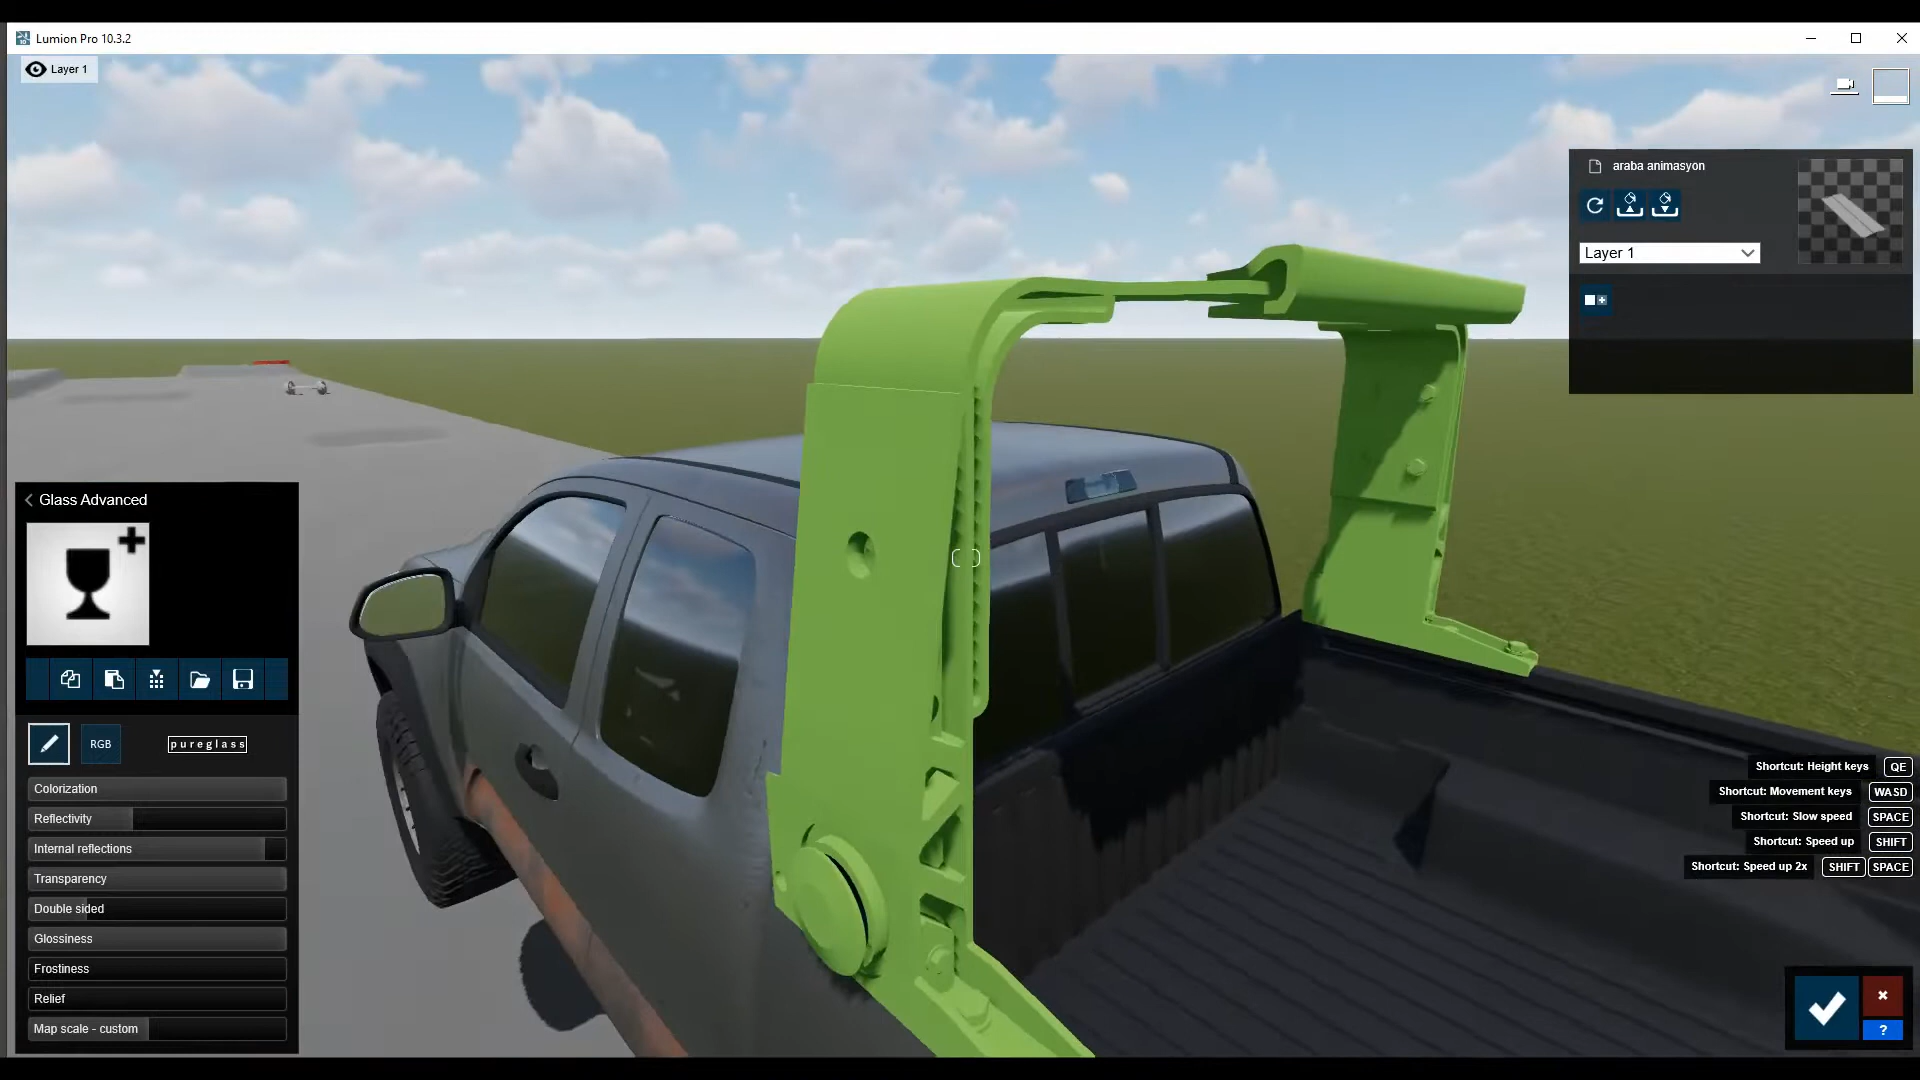 Lumion Pro 10.3.2
Layer 1
araba animasyon
Layer 1
Glass Advanced
RGB
pureglass
Colorization
Reflectivity
Internal reflections
Transparency
Double sided
Glossiness
Frostiness
Relief
Map scale - custom
Shortcut: Height keys QE
Shortcut: Movement keys WASD
Shortcut: Slow speed SPACE
Shortcut: Speed up SHIFT
Shortcut: Speed up 2x SHIFT SPACE
?